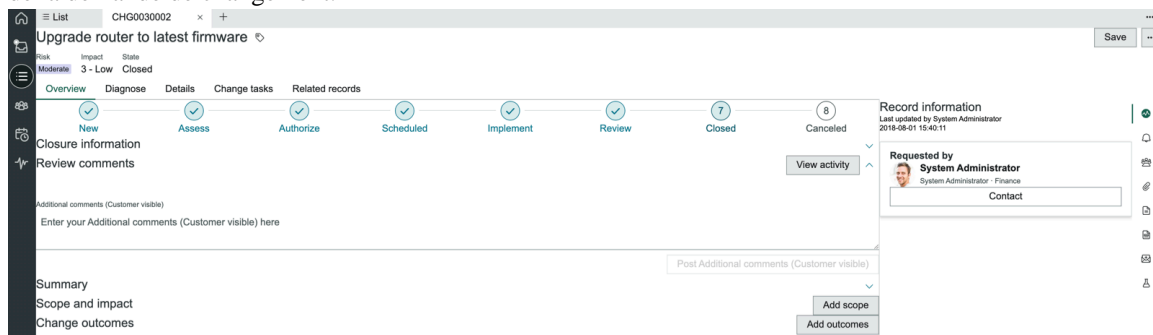 List
CHG0030002
Upgrade router to latest firmware
Save
Risk
Impact
State
Moderate
3 - Low
Closed
Overview
Diagnose
Details
Change tasks
Related records
7
8
New
Assess
Authorize
Scheduled
Implement
Review
Closed
Canceled
Closure information
Review comments
View activity
Additional comments (Customer visible)
Enter your Additional comments (Customer visible) here
Post Additional comments (Customer visible)
Summary
Scope and impact
Add scope
Change outcomes
Add outcomes
Record information
Last updated by System Administrator
2018-08-01 15:40:11
Requested by
System Administrator
System Administrator · Finance
Contact